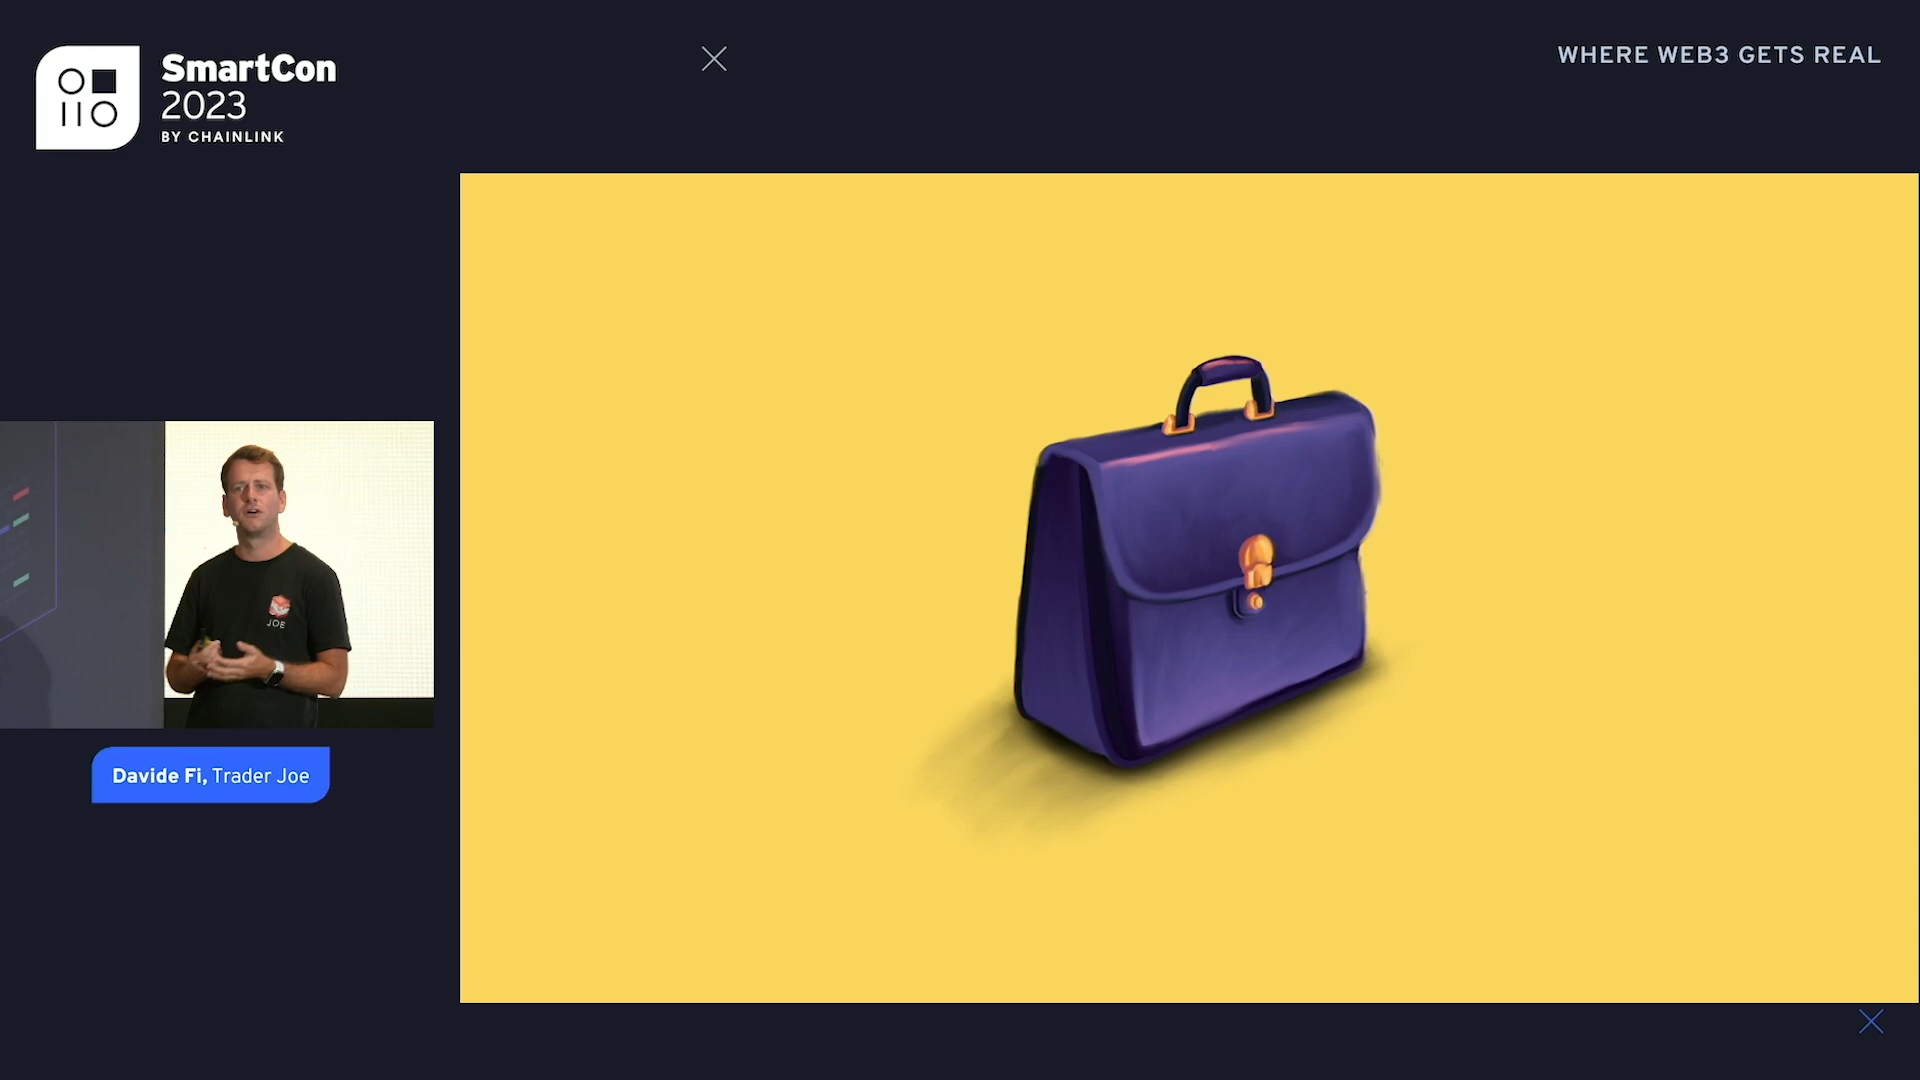 SmartCon
2023
BY CHAINLINK
WHERE WEB3 GETS REAL
JOE
Davide Fi, Trader Joe